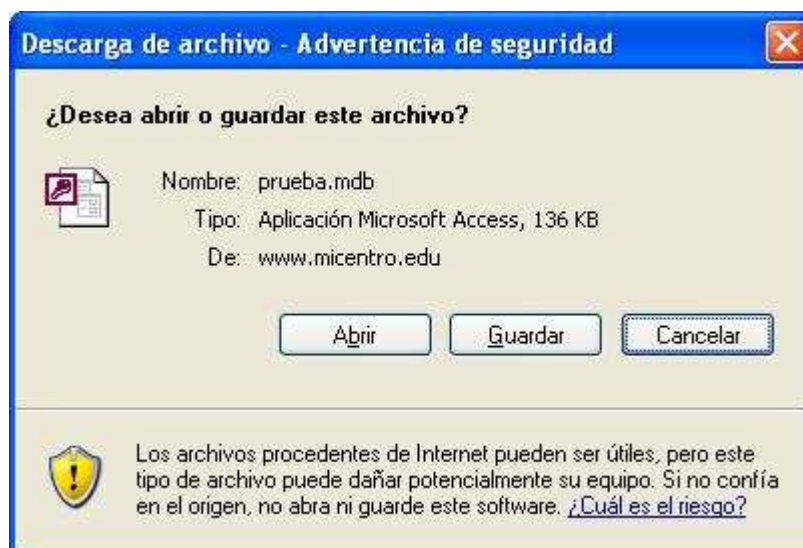 Descarga de archivo - Advertencia de seguridad
¿Desea abrir o guardar este archivo?
Nombre: prueba.mdb
Tipo: Aplicación Microsoft Access, 136 KB
De: www.micentro.edu
Abrir Guardar Cancelar
Los archivos procedentes de Internet pueden ser útiles, pero este
tipo de archivo puede dañar potencialmente su equipo. Si no confía
en el origen, no abra ni guarde este software. ¿Cuál es el riesgo?